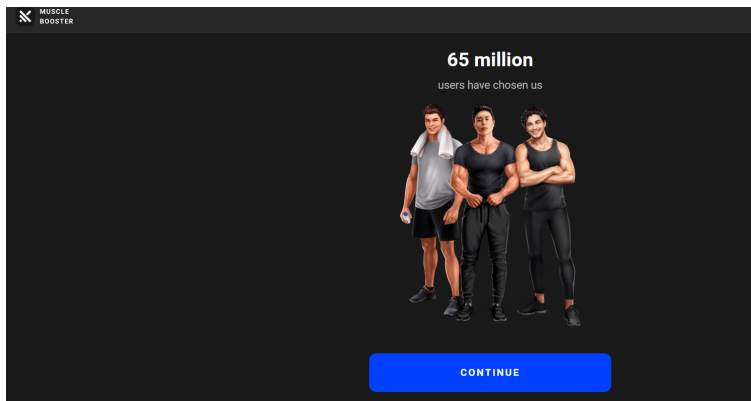 MUSCLE
BOOSTER
65 million
users have chosen us
CONTINUE